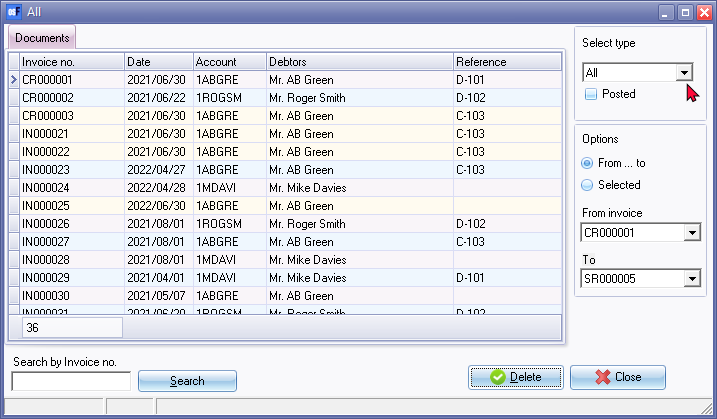 All
Documents
Invoice no. Date Account Debtors Reference
CR000001 2021/06/30 1ABGRE Mr. AB Green D-101
CR000002 2021/06/22 1ROGSM Mr. Roger Smith D-102
CR000003 2021/06/30 1ABGRE Mr. AB Green C-103
IN000021 2021/06/30 1ABGRE Mr. AB Green C-103
IN000022 2021/06/30 1ABGRE Mr. AB Green C-103
IN000023 2022/04/27 1ABGRE Mr. AB Green C-103
IN000024 2022/04/28 1MDAVI Mr. Mike Davies
IN000025 2022/06/30 1ABGRE Mr. AB Green
IN000026 2021/08/01 1ROGSM Mr. Roger Smith D-102
IN000027 2021/08/01 1ABGRE Mr. AB Green C-103
IN000028 2021/08/01 1MDAVI Mr. Mike Davies
IN000029 2021/04/01 1MDAVI Mr. Mike Davies D-101
IN000030 2021/05/07 1ABGRE Mr. AB Green
IN000031 2021/06/20 1ROGSM Mr. Roger Smith D-102
36
Search by Invoice no.
Search
Select type
All
Posted
Options
From ... to
Selected
From invoice
CR000001
To
SR000005
Delete
Close